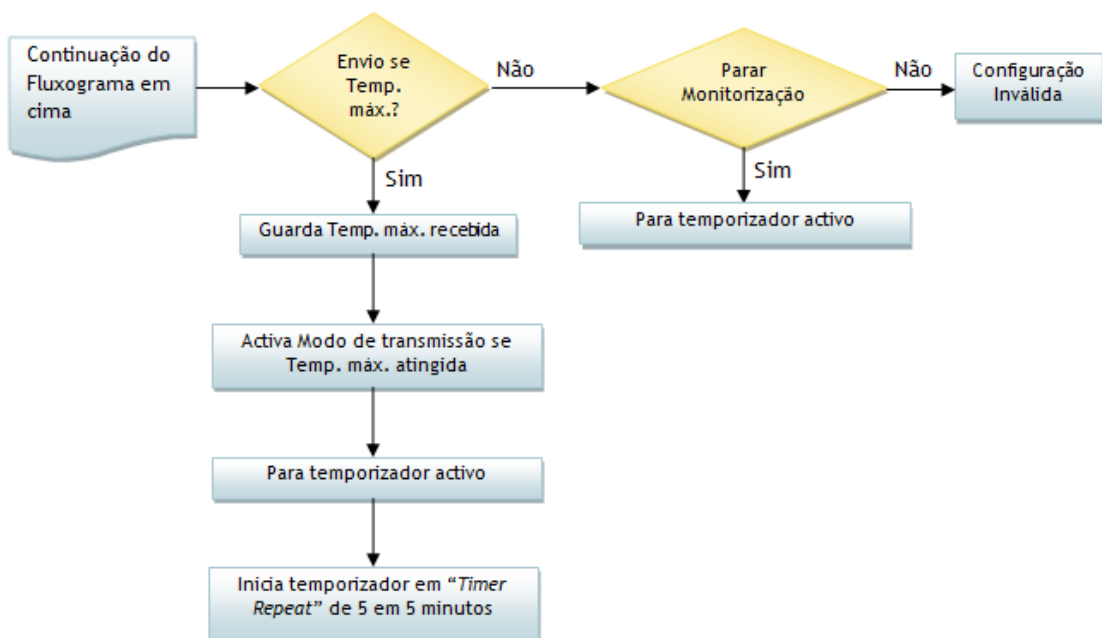 Continuação do
Fluxograma em
cima
Envio se
Temp.
máx.?
Não
Parar
Monitorização
Não
Configuração
Inválida
Sim
Sim
Guarda Temp. máx. recebida
Para temporizador activo
Activa Modo de transmissão se
Temp. máx. atingida
Para temporizador activo
Inicia temporizador em “Timer
Repeat” de 5 em 5 minutos